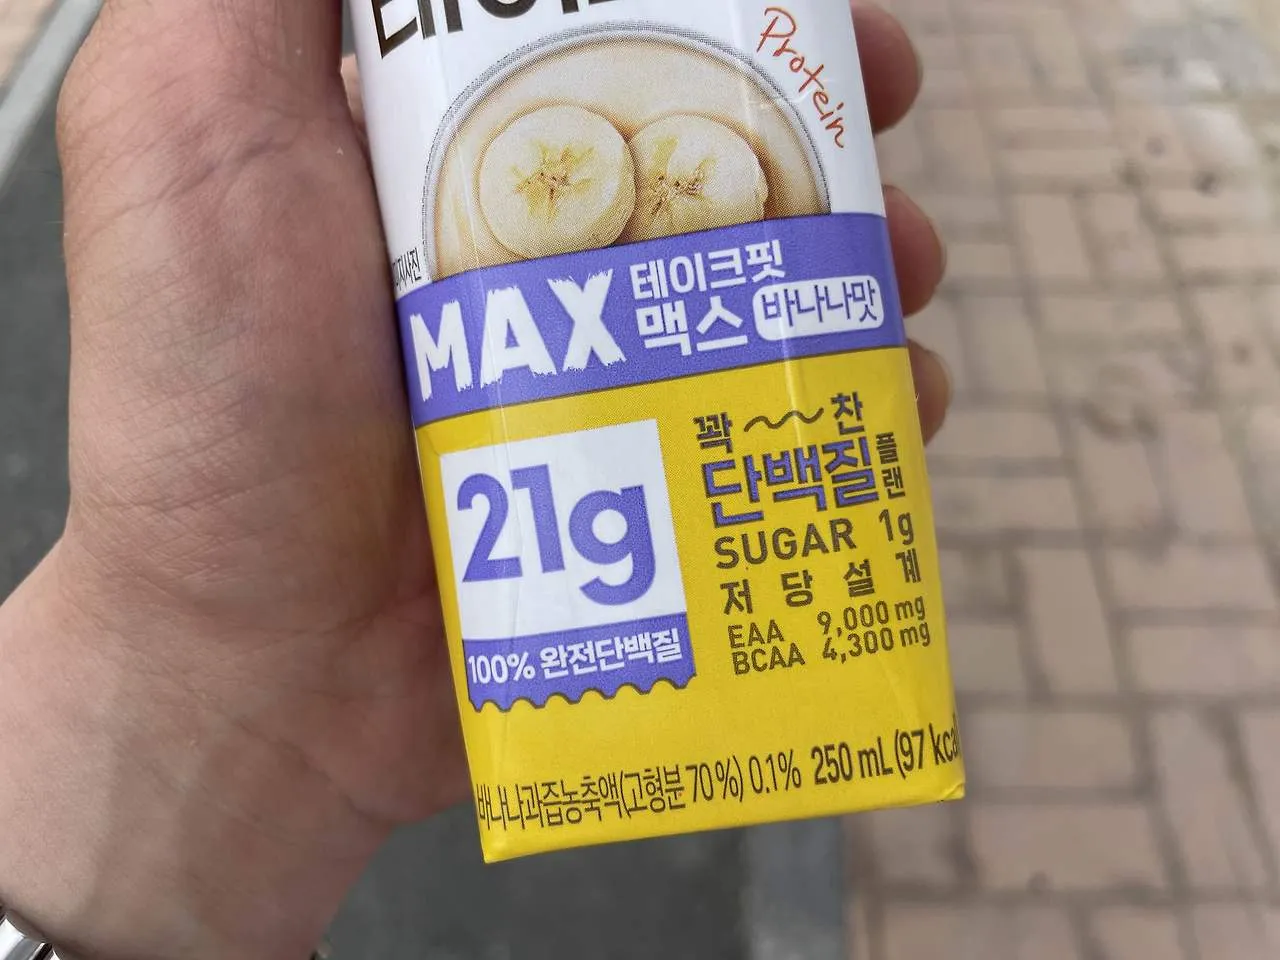 Protein
MAX
테이크핏
맥스 바나나맛
21g
100% 완전단백질
꽉 찬
단백질 플랜
SUGAR 1g
저당설계
EAA 9,000 mg
BCAA 4,300 mg
바나나과즙농축액(고형분 70%) 0.1% 250 mL (97 kcal